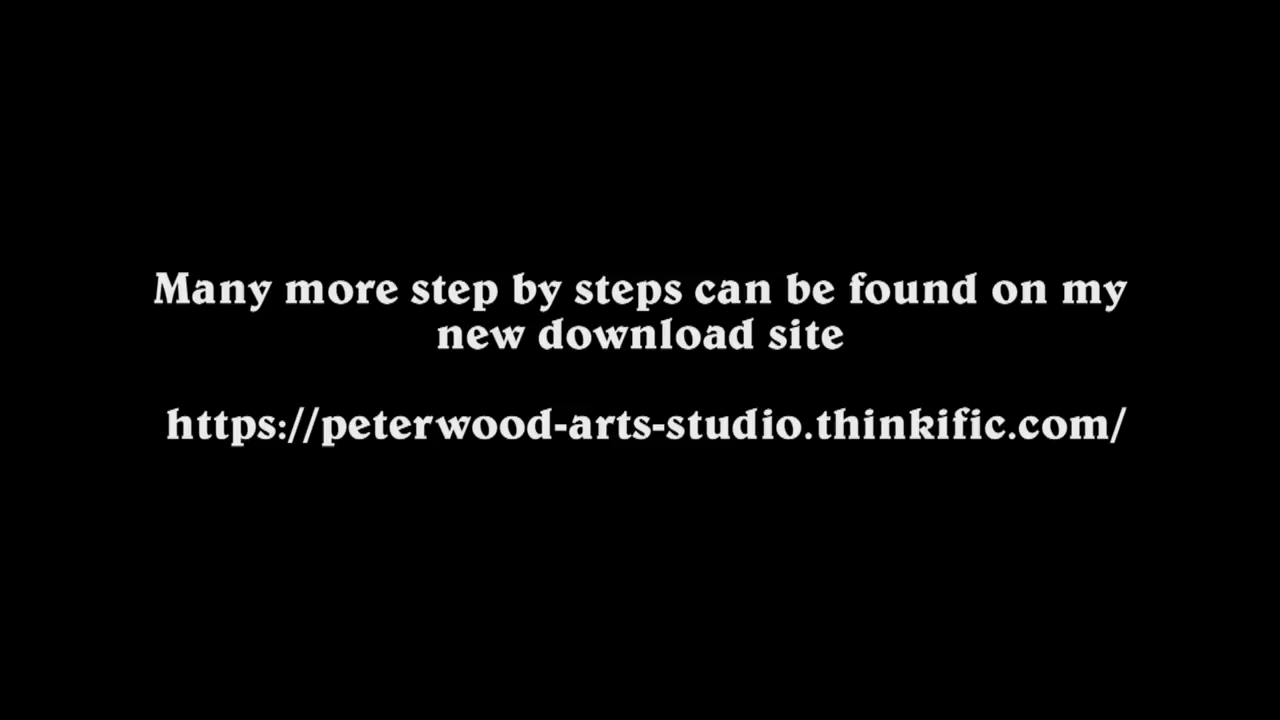 Many more step by steps can be found on my
new download site
https://peterwood-arts-studio.thinkific.com/